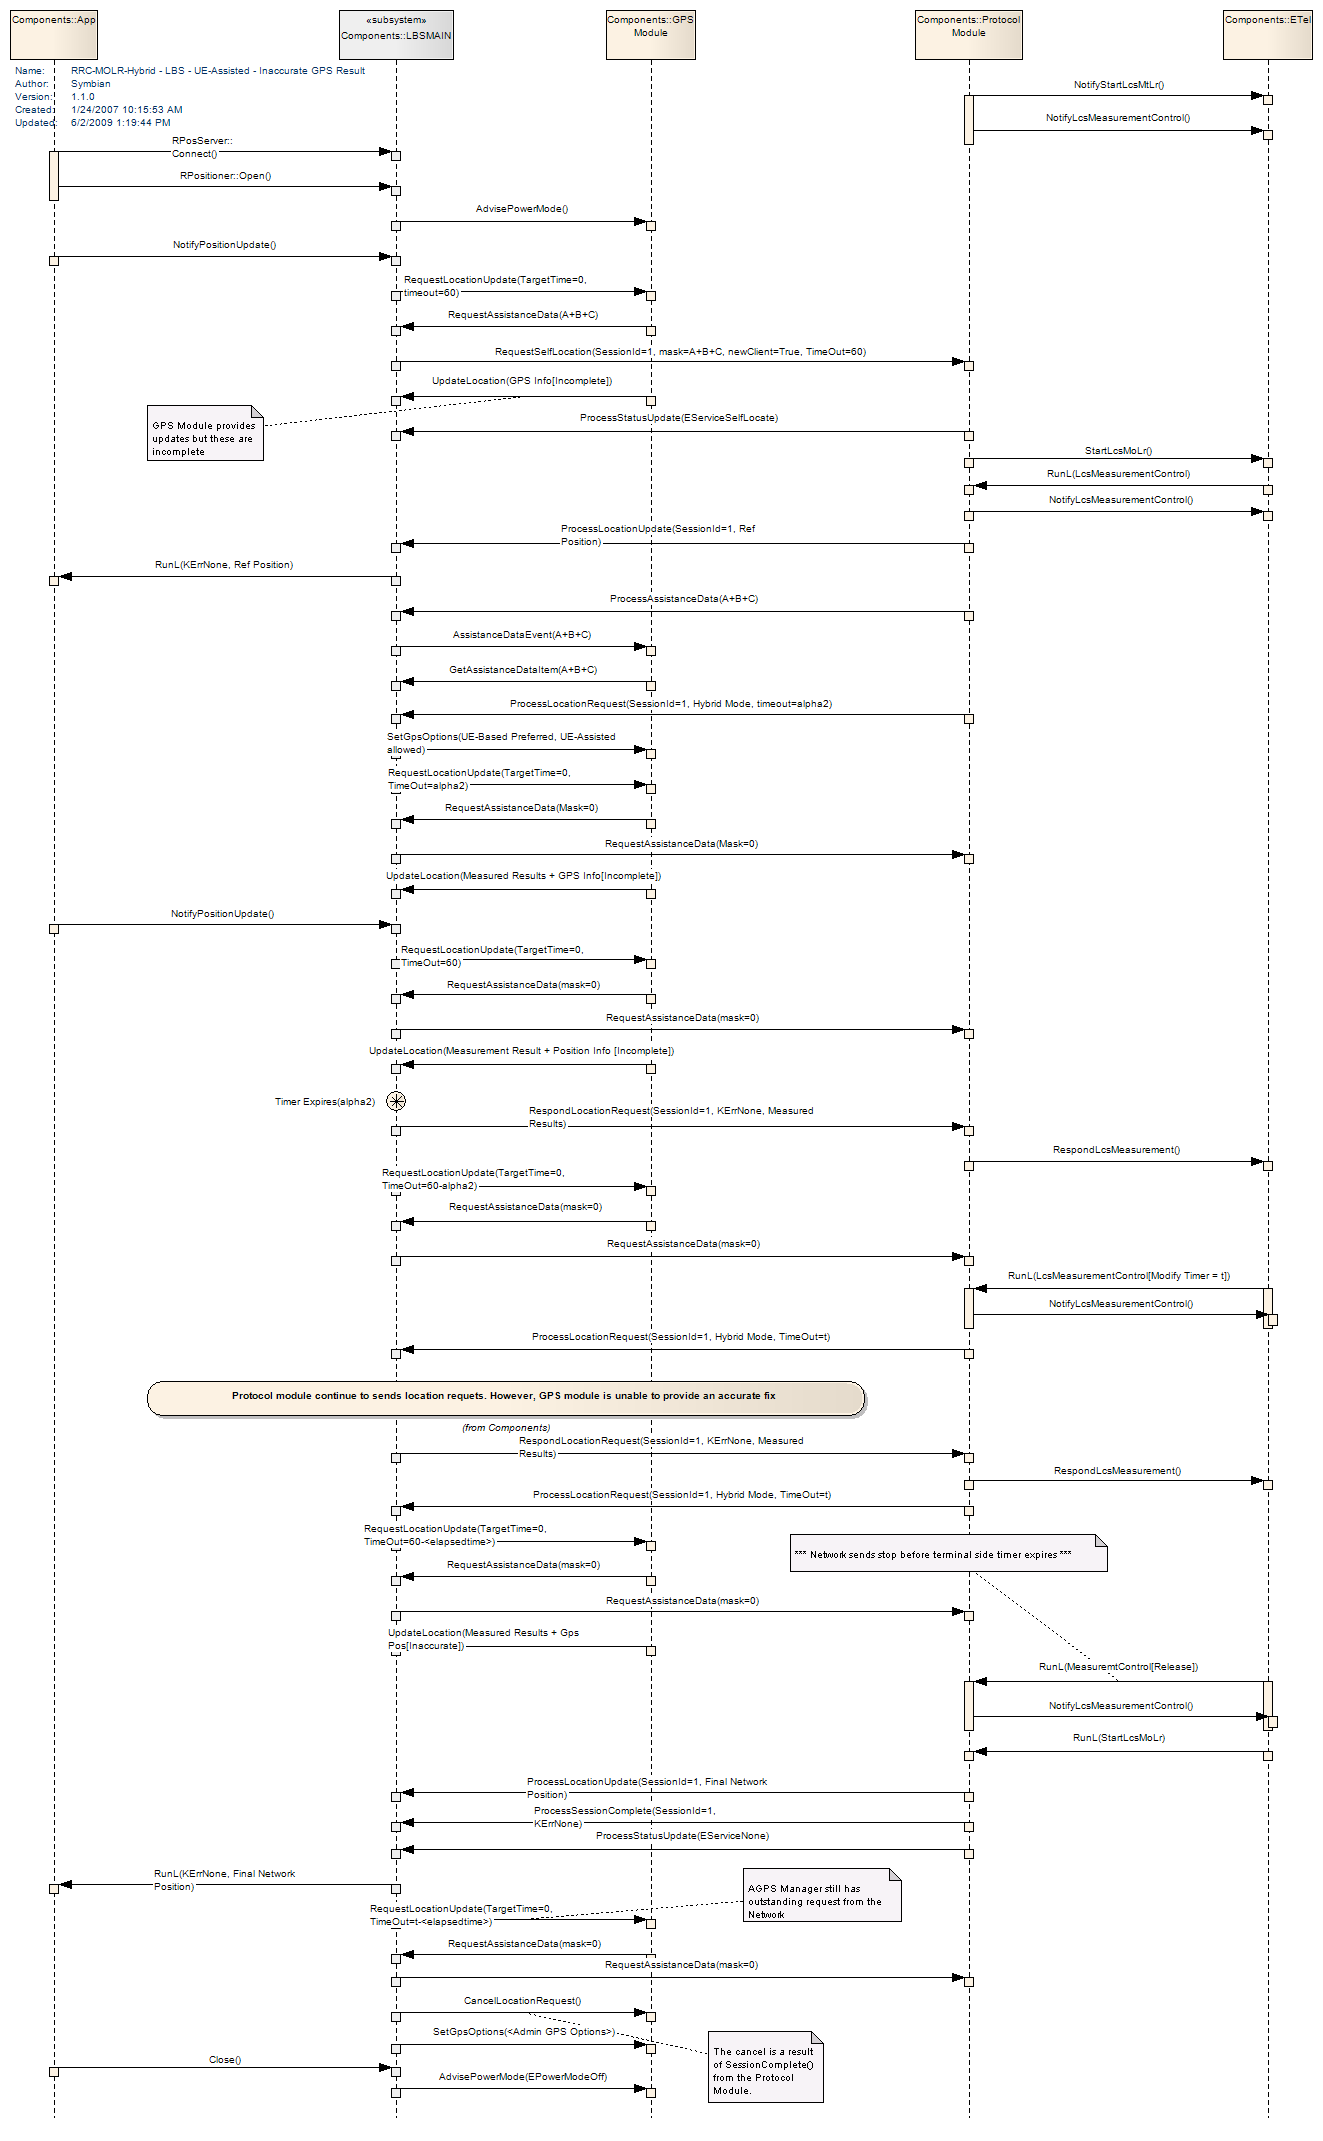 Components::App
«subsystem»
Components::LBSMAIN
Components::GPS
Module
Components::Protocol
Module
Components::ETel
Name: RRC-MOLR-Hybrid - LBS - UE-Assisted - Inaccurate GPS Result
Author: Symbian
Version: 1.1.0
Created: 1/24/2007 10:15:53 AM
Updated: 6/2/2009 1:19:44 PM
NotifyStartLcsMtLr()
NotifyLcsMeasurementControl()
RPosServer::
Connect()
RPositioner::Open()
AdvisePowerMode()
NotifyPositionUpdate()
RequestLocationUpdate(TargetTime=0,
timeout=60)
RequestAssistanceData(A+B+C)
RequestSelfLocation(SessionId=1, mask=A+B+C, newClient=True, TimeOut=60)
UpdateLocation(GPS Info[Incomplete])
GPS Module provides
updates but these are
incomplete
ProcessStatusUpdate(EServiceSelfLocate)
StartLcsMoLr()
RunL(LcsMeasurementControl)
NotifyLcsMeasurementControl()
ProcessLocationUpdate(SessionId=1, Ref
Position)
RunL(KErrNone, Ref Position)
ProcessAssistanceData(A+B+C)
AssistanceDataEvent(A+B+C)
GetAssistanceDataItem(A+B+C)
ProcessLocationRequest(SessionId=1, Hybrid Mode, timeout=alpha2)
SetGpsOptions(UE-Based Preferred, UE-Assisted
allowed)
RequestLocationUpdate(TargetTime=0,
TimeOut=alpha2)
RequestAssistanceData(Mask=0)
RequestAssistanceData(Mask=0)
UpdateLocation(Measured Results + GPS Info[Incomplete])
NotifyPositionUpdate()
RequestLocationUpdate(TargetTime=0,
TimeOut=60)
RequestAssistanceData(mask=0)
RequestAssistanceData(mask=0)
UpdateLocation(Measurement Result + Position Info [Incomplete])
Timer Expires(alpha2)
RespondLocationRequest(SessionId=1, KErrNone, Measured
Results)
RespondLcsMeasurement()
RequestLocationUpdate(TargetTime=0,
TimeOut=60-alpha2)
RequestAssistanceData(mask=0)
RequestAssistanceData(mask=0)
RunL(LcsMeasurementControl[Modify Timer = t])
NotifyLcsMeasurementControl()
ProcessLocationRequest(SessionId=1, Hybrid Mode, TimeOut=t)
Protocol module continue to sends location requets. However, GPS module is unable to provide an accurate fix
(from Components)
RespondLocationRequest(SessionId=1, KErrNone, Measured
Results)
RespondLcsMeasurement()
ProcessLocationRequest(SessionId=1, Hybrid Mode, TimeOut=t)
RequestLocationUpdate(TargetTime=0,
TimeOut=60-<elapsedtime>)
*** Network sends stop before terminal side timer expires ***
RequestAssistanceData(mask=0)
RequestAssistanceData(mask=0)
UpdateLocation(Measured Results + Gps
Pos[Inaccurate])
RunL(MeasuremtControl[Release])
NotifyLcsMeasurementControl()
RunL(StartLcsMoLr)
ProcessLocationUpdate(SessionId=1, Final Network
Position)
ProcessSessionComplete(SessionId=1,
KErrNone)
ProcessStatusUpdate(EServiceNone)
RunL(KErrNone, Final Network
Position)
AGPS Manager still has
outstanding request from the
Network
RequestLocationUpdate(TargetTime=0,
TimeOut=t-<elapsedtime>)
RequestAssistanceData(mask=0)
RequestAssistanceData(mask=0)
CancelLocationRequest()
SetGpsOptions(<Admin GPS Options>)
The cancel is a result
of SessionComplete()
from the Protocol
Module.
Close()
AdvisePowerMode(EPowerModeOff)